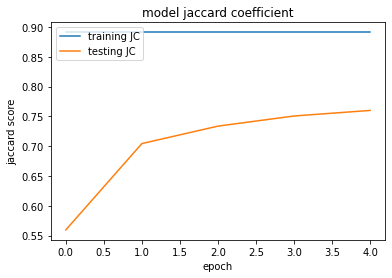 model jaccard coefficient
training JC
testing JC
jaccard score
0.90
0.85
0.80
0.75
0.70
0.65
0.60
0.55
0.0 0.5 1.0 1.5 2.0 2.5 3.0 3.5 4.0
epoch